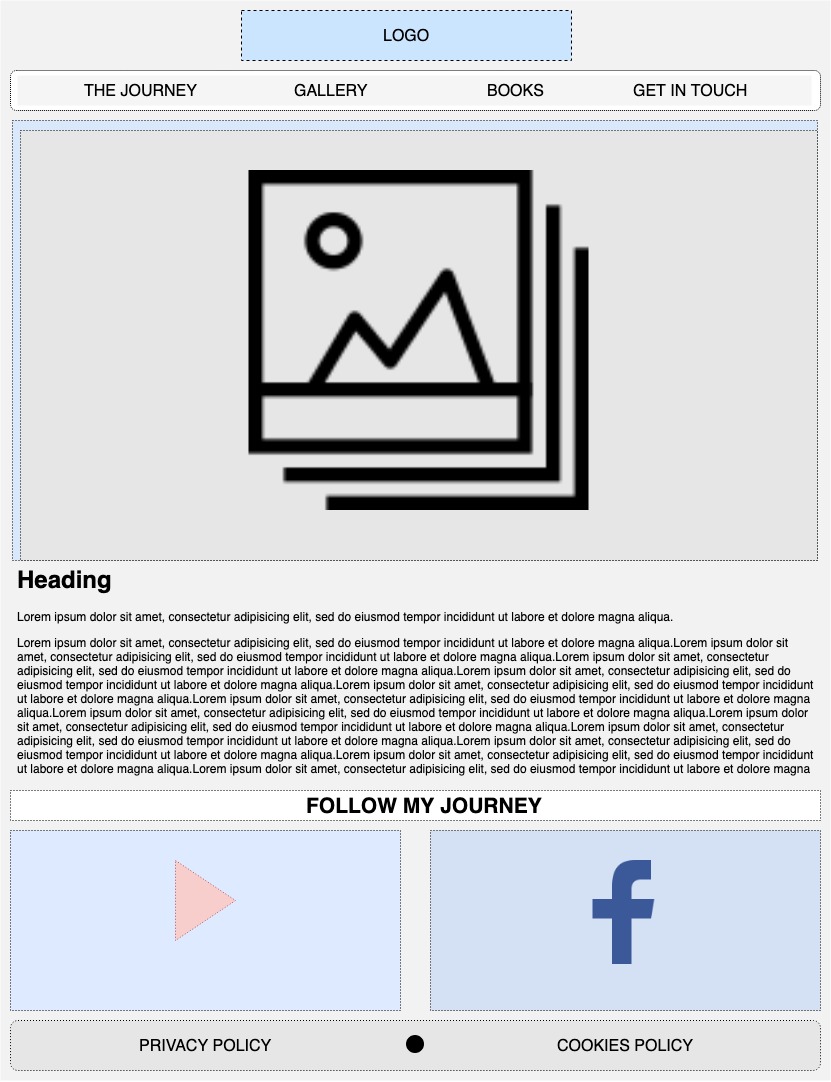 LOGO
THE JOURNEY GALLERY BOOKS GET IN TOUCH
Heading
Lorem ipsum dolor sit amet, consectetur adipisicing elit, sed do eiusmod tempor incididunt ut labore et dolore magna aliqua.
Lorem ipsum dolor sit amet, consectetur adipisicing elit, sed do eiusmod tempor incididunt ut labore et dolore magna aliqua.Lorem ipsum dolor sit
amet, consectetur adipisicing elit, sed do eiusmod tempor incididunt ut labore et dolore magna aliqua.Lorem ipsum dolor sit amet, consectetur
adipisicing elit, sed do eiusmod tempor incididunt ut labore et dolore magna aliqua.Lorem ipsum dolor sit amet, consectetur adipisicing elit, sed do
eiusmod tempor incididunt ut labore et dolore magna aliqua.Lorem ipsum dolor sit amet, consectetur adipisicing elit, sed do eiusmod tempor incididunt
ut labore et dolore magna aliqua.Lorem ipsum dolor sit amet, consectetur adipisicing elit, sed do eiusmod tempor incididunt ut labore et dolore magna
aliqua.Lorem ipsum dolor sit amet, consectetur adipisicing elit, sed do eiusmod tempor incididunt ut labore et dolore magna aliqua.Lorem ipsum dolor
sit amet, consectetur adipisicing elit, sed do eiusmod tempor incididunt ut labore et dolore magna aliqua.Lorem ipsum dolor sit amet, consectetur
adipisicing elit, sed do eiusmod tempor incididunt ut labore et dolore magna aliqua.Lorem ipsum dolor sit amet, consectetur adipisicing elit, sed do
eiusmod tempor incididunt ut labore et dolore magna aliqua.Lorem ipsum dolor sit amet, consectetur adipisicing elit, sed do eiusmod tempor incididunt
ut labore et dolore magna aliqua.Lorem ipsum dolor sit amet, consectetur adipisicing elit, sed do eiusmod tempor incididunt ut labore et dolore magna
FOLLOW MY JOURNEY
PRIVACY POLICY COOKIES POLICY